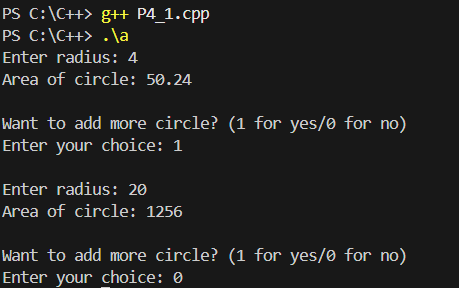 PS C:\C++> g++ P4_1.cpp
PS C:\C++> .\a
Enter radius: 4
Area of circle: 50.24
Want to add more circle? (1 for yes/0 for no)
Enter your choice: 1
Enter radius: 20
Area of circle: 1256
Want to add more circle? (1 for yes/0 for no)
Enter your choice: 0